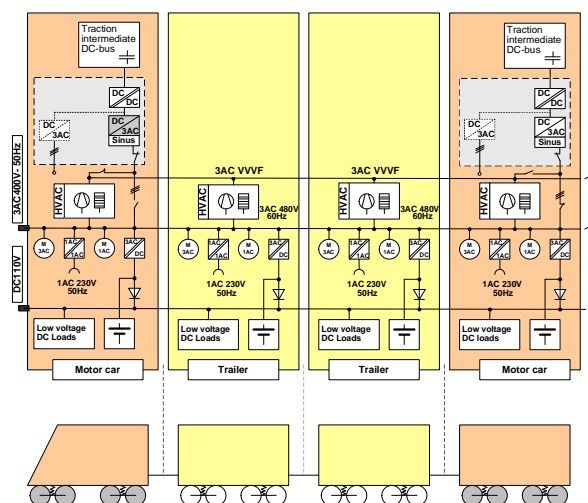 Traction
intermediate
DC-bus
Traction
intermediate
DC-bus
DC
DC
DC
DC
DC
3AC
DC
3AC
Sinus
DC
3AC
DC
3AC
Sinus
3AC 400V- 50Hz
3AC VVVF
3AC VVVF
HVAC
HVAC
HVAC
HVAC
3AC 480V
60Hz
3AC 480V
60Hz
M
3AC
1AC
1AC
M
1AC
3AC
DC
M
3AC
1AC
1AC
M
1AC
3AC
DC
M
3AC
1AC
1AC
M
1AC
3AC
DC
M
3AC
1AC
1AC
M
1AC
3AC
DC
DC110V
1AC 230V
50Hz
1AC 230V
50Hz
1AC 230V
50Hz
1AC 230V
50Hz
Low voltage
DC Loads
Low voltage
DC Loads
Low voltage
DC Loads
Low voltage
DC Loads
Motor car
Trailer
Trailer
Motor car